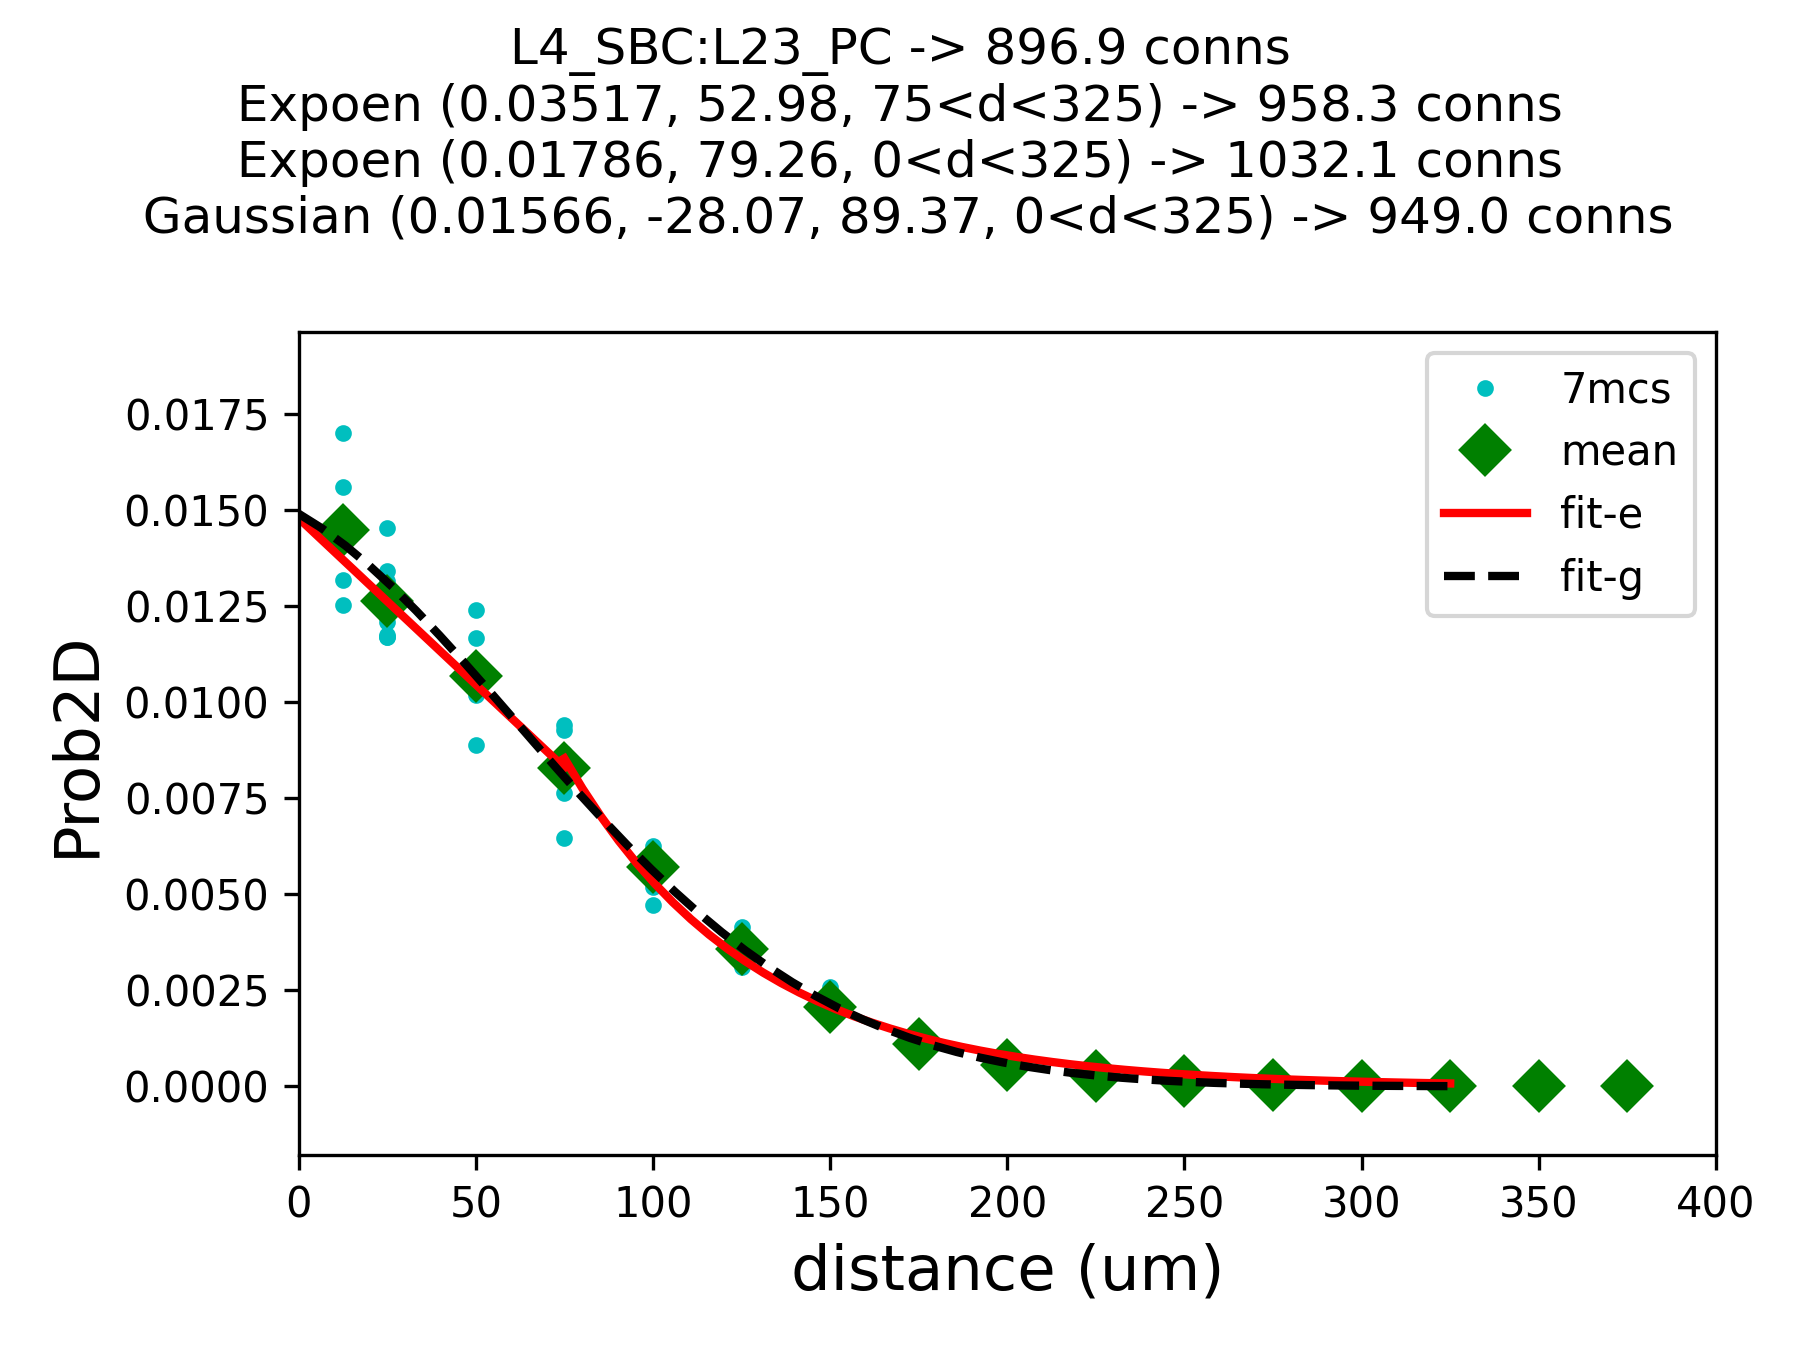 L4_SBC:L23_PC -> 896.9 conns
Expoen (0.03517, 52.98, 75<d<325) -> 958.3 conns
Expoen (0.01786, 79.26, 0<d<325) -> 1032.1 conns
Gaussian (0.01566, -28.07, 89.37, 0<d<325) -> 949.0 conns
7mcs
mean
fit-e
fit-g
Prob2D
0.0175
0.0150
0.0125
0.0100
0.0075
0.0050
0.0025
0.0000
0 50 100 150 200 250 300 350 400
distance (um)